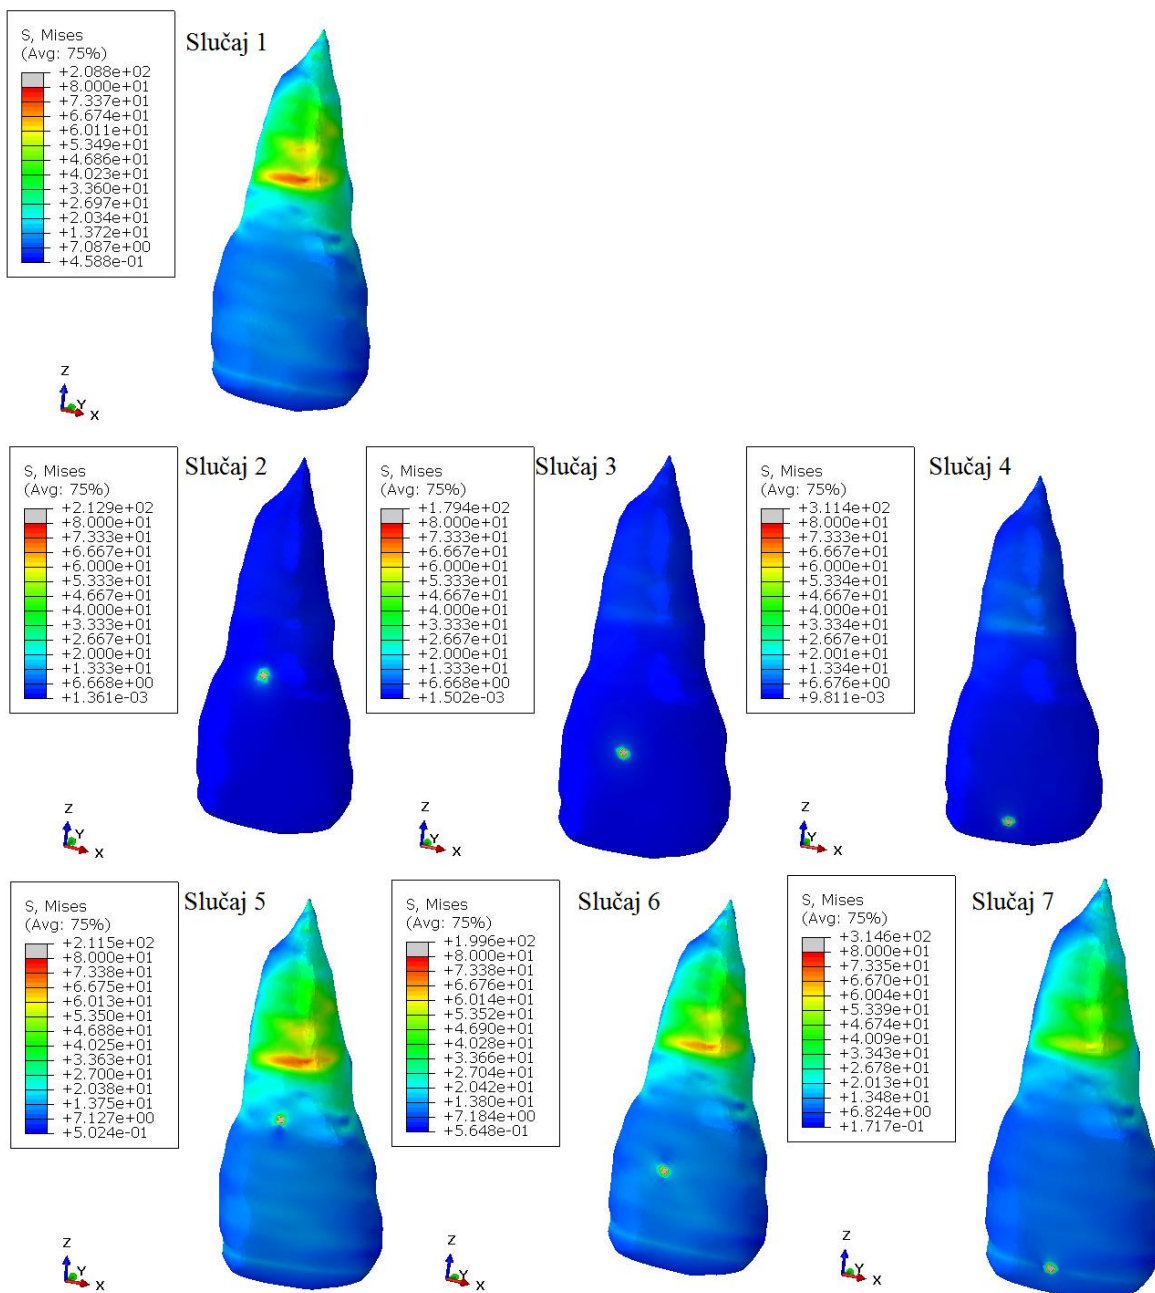 Slučaj 1
S, Mises
(Avg: 75%)
+2.088e+02
+8.000e+01
+7.337e+01
+6.674e+01
+6.011e+01
+5.349e+01
+4.686e+01
+4.023e+01
+3.360e+01
+2.697e+01
+2.034e+01
+1.372e+01
+7.087e+00
+4.588e-01
Z
Y
X
Slučaj 2
S, Mises
(Avg: 75%)
+2.129e+02
+8.000e+01
+7.333e+01
+6.667e+01
+6.000e+01
+5.333e+01
+4.667e+01
+4.000e+01
+3.333e+01
+2.667e+01
+2.000e+01
+1.333e+01
+6.668e+00
+1.361e-03
Z
Y
X
Slučaj 3
S, Mises
(Avg: 75%)
+1.794e+02
+8.000e+01
+7.333e+01
+6.667e+01
+6.000e+01
+5.333e+01
+4.667e+01
+4.000e+01
+3.333e+01
+2.667e+01
+2.000e+01
+1.333e+01
+6.668e+00
+1.502e-03
Z
Y
X
Slučaj 4
S, Mises
(Avg: 75%)
+3.114e+02
+8.000e+01
+7.333e+01
+6.667e+01
+6.000e+01
+5.334e+01
+4.667e+01
+4.000e+01
+3.334e+01
+2.667e+01
+2.001e+01
+1.334e+01
+6.676e+00
+9.811e-03
Z
Y
X
Slučaj 5
S, Mises
(Avg: 75%)
+2.115e+02
+8.000e+01
+7.338e+01
+6.675e+01
+6.013e+01
+5.350e+01
+4.688e+01
+4.025e+01
+3.363e+01
+2.700e+01
+2.038e+01
+1.375e+01
+7.127e+00
+5.024e-01
Z
Y
X
Slučaj 6
S, Mises
(Avg: 75%)
+1.996e+02
+8.000e+01
+7.338e+01
+6.676e+01
+6.014e+01
+5.352e+01
+4.690e+01
+4.028e+01
+3.366e+01
+2.704e+01
+2.042e+01
+1.380e+01
+7.184e+00
+5.648e-01
Z
Y
X
Slučaj 7
S, Mises
(Avg: 75%)
+3.146e+02
+8.000e+01
+7.335e+01
+6.670e+01
+6.004e+01
+5.339e+01
+4.674e+01
+4.009e+01
+3.343e+01
+2.678e+01
+2.013e+01
+1.348e+01
+6.824e+00
+1.717e-01
Z
Y
X